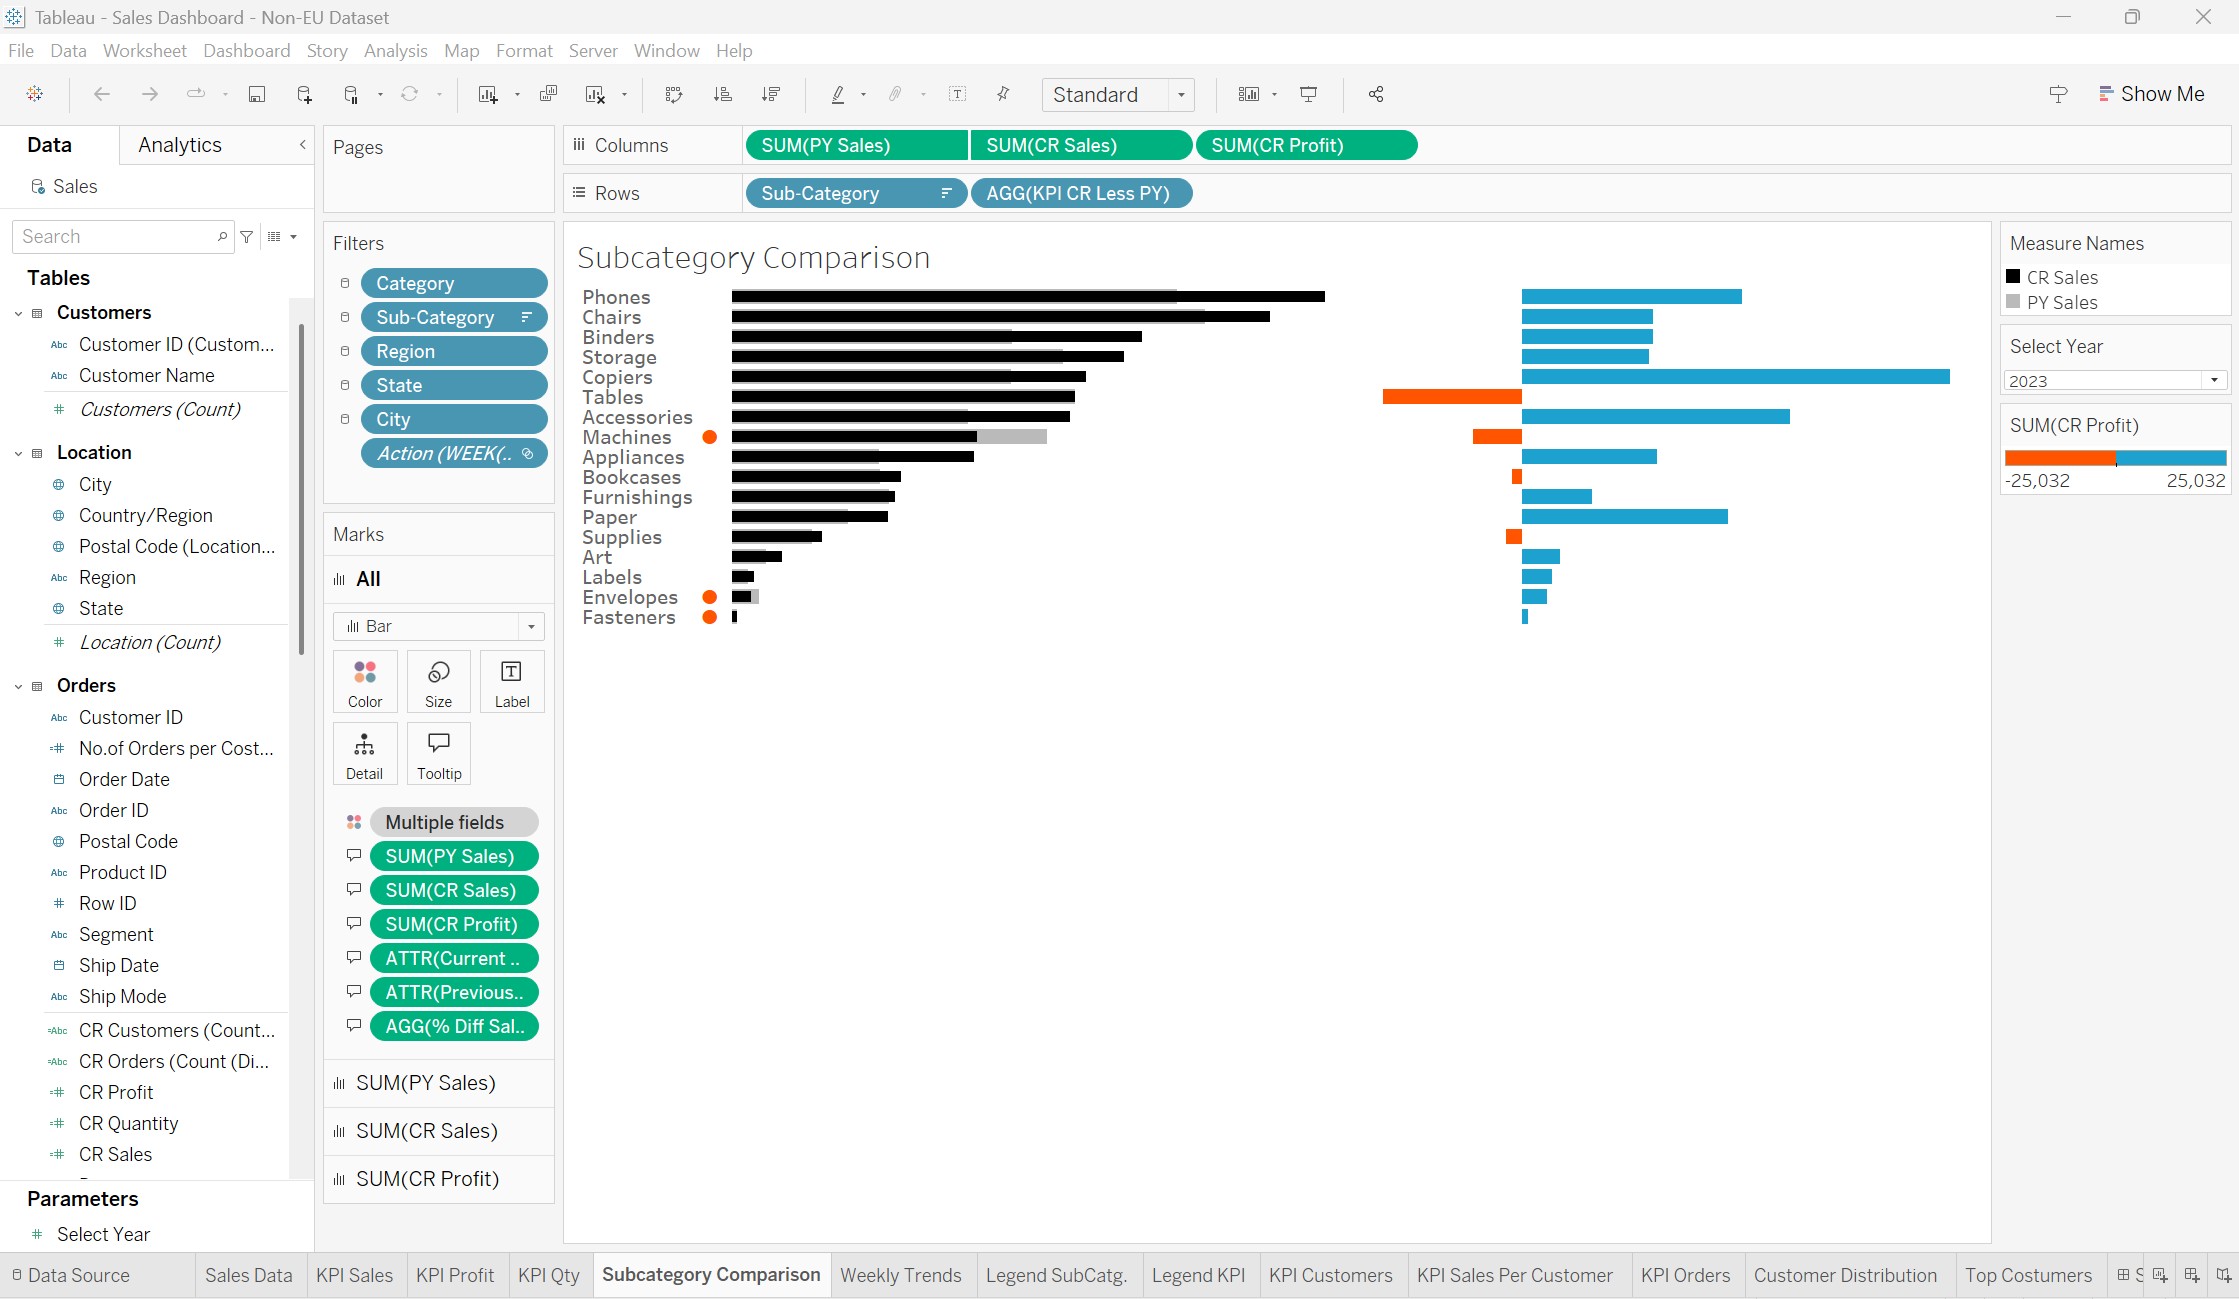 Tableau - Sales Dashboard - Non-EU Dataset
File Data Worksheet Dashboard Story Analysis Map Format Server Window Help
Standard
Show Me
Data
Analytics
Sales
Search
Tables
Customers
Abc Customer ID (Custom...
Abc Customer Name
# Customers (Count)
Location
City
Country/Region
Postal Code (Location...
Abc Region
State
# Location (Count)
Orders
Abc Customer ID
=# No.of Orders per Cost...
Order Date
Abc Order ID
Postal Code
Abc Product ID
# Row ID
Abc Segment
Ship Date
Abc Ship Mode
=Abc CR Customers (Count...
=Abc CR Orders (Count (Di...
=# CR Profit
=# CR Quantity
=# CR Sales
Parameters
# Select Year
Pages
Filters
Category
Sub-Category
Region
State
City
Action (WEEK(..
Marks
All
Bar
Color
Size
T Label
Detail
Tooltip
Multiple fields
SUM(PY Sales)
SUM(CR Sales)
SUM(CR Profit)
ATTR(Current ..
ATTR(Previous..
AGG(% Diff Sal..
SUM(PY Sales)
SUM(CR Sales)
SUM(CR Profit)
Columns
SUM(PY Sales)
SUM(CR Sales)
SUM(CR Profit)
Rows
Sub-Category
AGG(KPI CR Less PY)
Subcategory Comparison
Phones
Chairs
Binders
Storage
Copiers
Tables
Accessories
Machines
Appliances
Bookcases
Furnishings
Paper
Supplies
Art
Labels
Envelopes
Fasteners
Measure Names
CR Sales
PY Sales
Select Year
2023
SUM(CR Profit)
-25,032 25,032
Data Source
Sales Data
KPI Sales
KPI Profit
KPI Qty
Subcategory Comparison
Weekly Trends
Legend SubCatg.
Legend KPI
KPI Customers
KPI Sales Per Customer
KPI Orders
Customer Distribution
Top Costumers